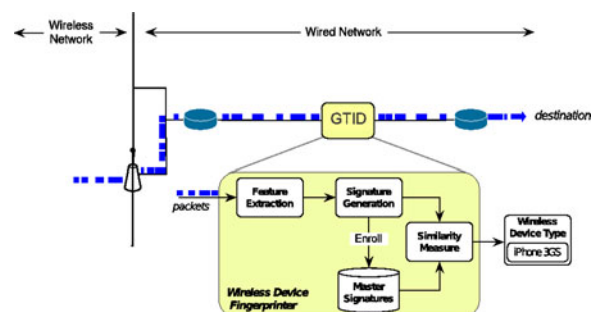 Wireless
Network
Wired Network
GTID
destination
packets
Feature
Extraction
Signature
Generation
Enroll
Similarity
Measure
Master
Signatures
Wireless
Device Type
iPhone 3GS
Wireless Device
Fingerprinter